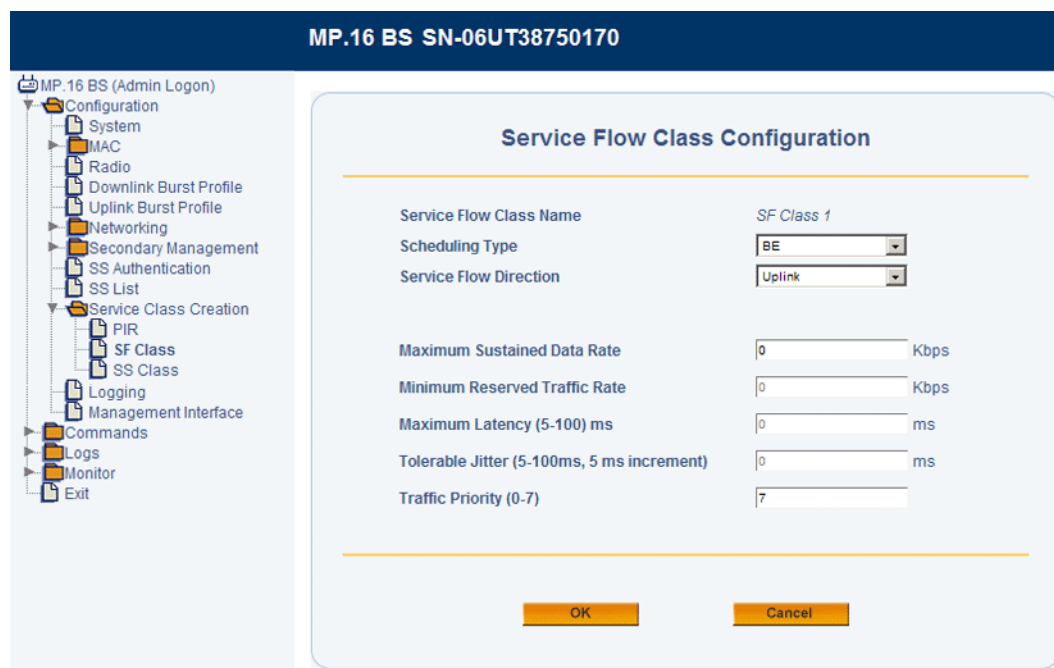 MP.16 BS SN-06UT38750170
MP.16 BS (Admin Logon)
Configuration
System
MAC
Radio
Downlink Burst Profile
Uplink Burst Profile
Networking
Secondary Management
SS Authentication
SS List
Service Class Creation
PIR
SF Class
SS Class
Logging
Management Interface
Commands
Logs
Monitor
Exit
Service Flow Class Configuration
Service Flow Class Name SF Class 1
Scheduling Type BE
Service Flow Direction Uplink
Maximum Sustained Data Rate 0 Kbps
Minimum Reserved Traffic Rate 0 Kbps
Maximum Latency (5-100) ms 0 ms
Tolerable Jitter (5-100ms, 5 ms increment) 0 ms
Traffic Priority (0-7) 7
OK Cancel